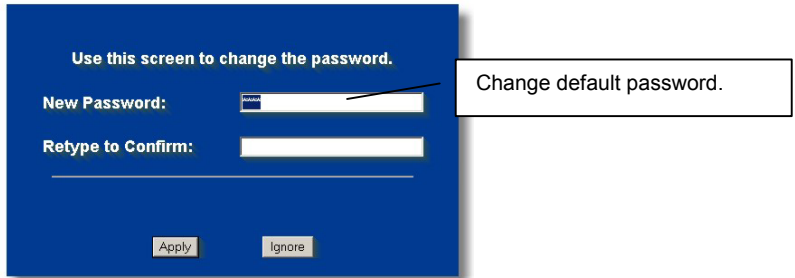 Use this screen to change the password.
New Password:
****
Change default password.
Retype to Confirm:
Apply
Ignore